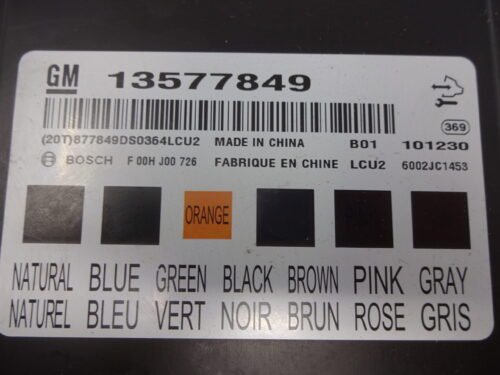 GM 13577849
369
(20T)877849DS0364LCU2 MADE IN CHINA B01 101230
BOSCH F 00H J00 726 FABRIQUE EN CHINE LCU2 6002JC1453
ORANGE
NATURAL BLUE GREEN BLACK BROWN PINK GRAY
NATUREL BLEU VERT NOIR BRUN ROSE GRIS